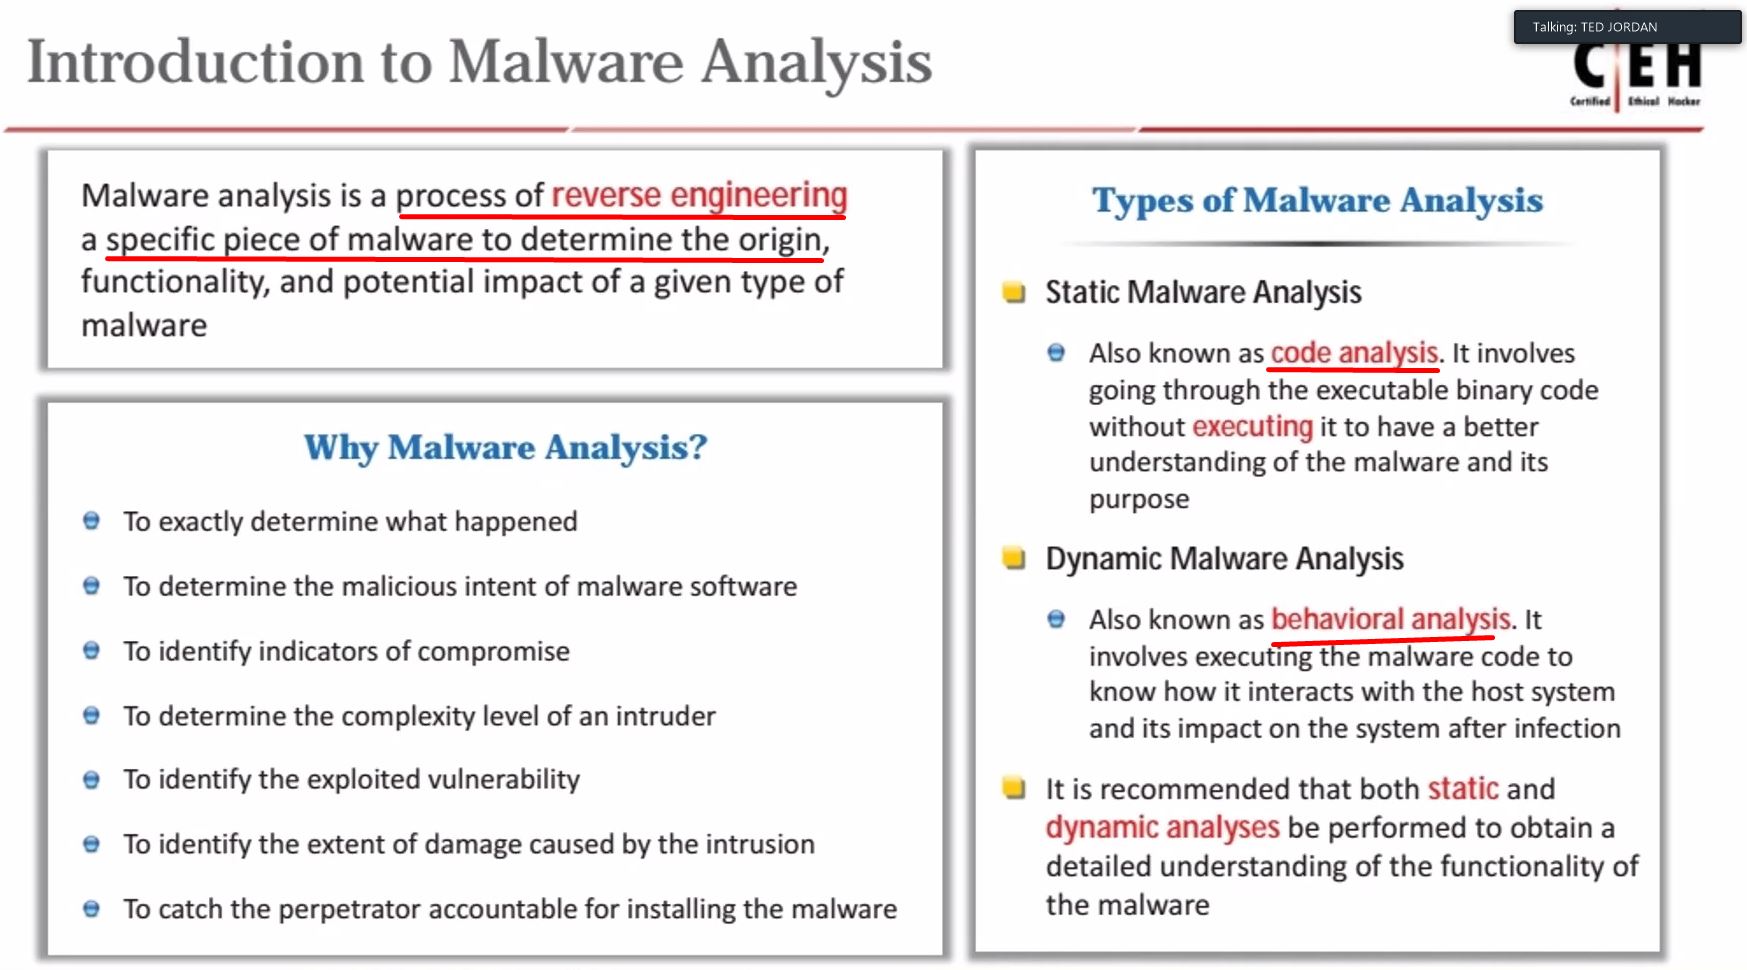 Talking: TED JORDAN
Introduction to Malware Analysis
C|EH
Certified Ethical Hacker
Malware analysis is a process of reverse engineering
a specific piece of malware to determine the origin,
functionality, and potential impact of a given type of
malware
Why Malware Analysis?
To exactly determine what happened
To determine the malicious intent of malware software
To identify indicators of compromise
To determine the complexity level of an intruder
To identify the exploited vulnerability
To identify the extent of damage caused by the intrusion
To catch the perpetrator accountable for installing the malware
Types of Malware Analysis
Static Malware Analysis
Also known as code analysis. It involves
going through the executable binary code
without executing it to have a better
understanding of the malware and its
purpose
Dynamic Malware Analysis
Also known as behavioral analysis. It
involves executing the malware code to
know how it interacts with the host system
and its impact on the system after infection
It is recommended that both static and
dynamic analyses be performed to obtain a
detailed understanding of the functionality of
the malware